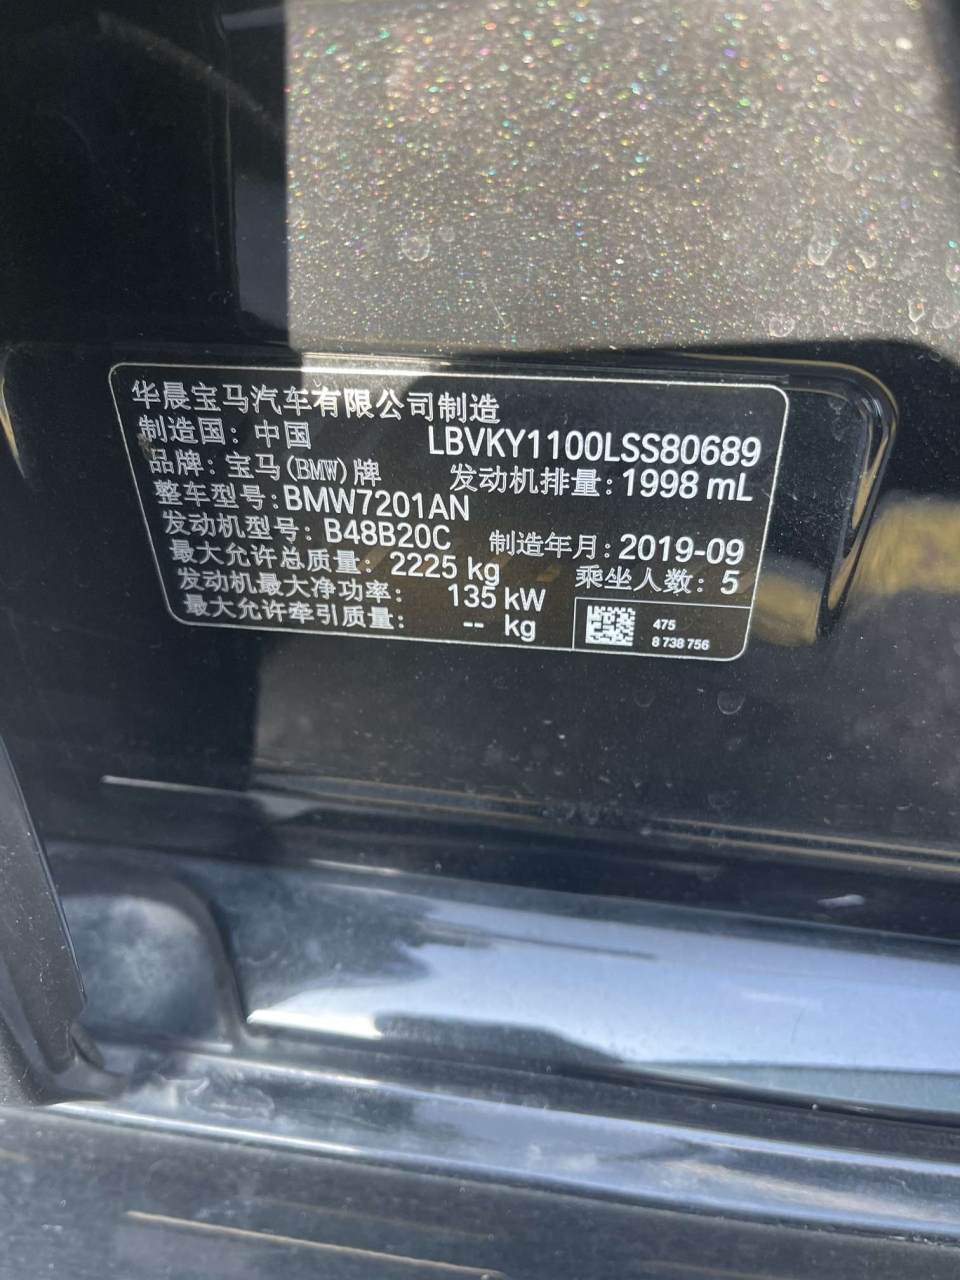 华晨宝马汽车有限公司制造
制造国：中国 LBVKY1100LSS80689
品牌：宝马(BMW)牌 发动机排量：1998 mL
整车型号：BMW7201AN
发动机型号：B48B20C 制造年月：2019-09
最大允许总质量：2225 kg 乘坐人数：5
发动机最大净功率：135 kW
最大允许牵引质量：-- kg
475
8 738 756